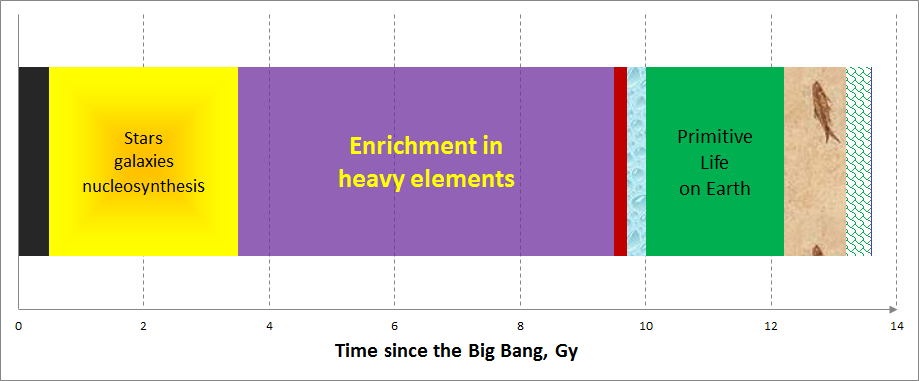 Stars
galaxies
nucleosynthesis
Enrichment in
heavy elements
Primitive
Life
on Earth
0 2 4 6 8 10 12 14
Time since the Big Bang, Gy